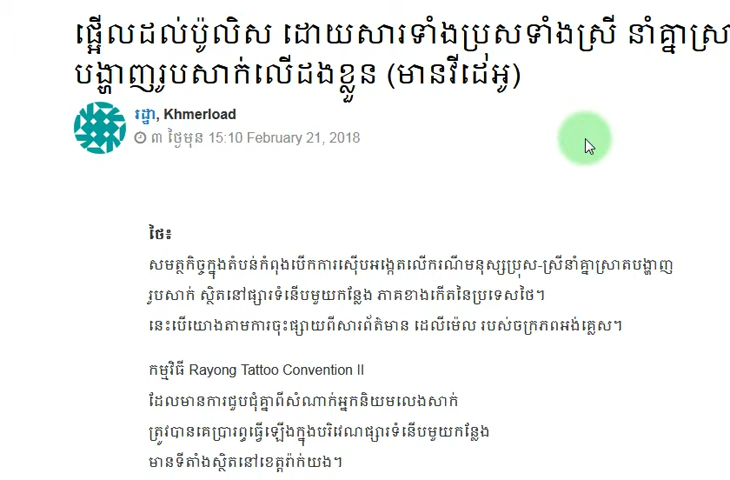 ផ្អើលដល់ប៉ូលិស ដោយសារទាំងប្រុសទាំងស្រី នាំគ្នាស្រា
បង្ហាញរូបសាក់លើដងខ្លួន (មានវីដេអូ)
រដ្ឋា, Khmerload
៣ ថ្ងៃមុន 15:10 February 21, 2018
ថៃ៖
សមត្ថកិច្ចក្នុងតំបន់កំពុងបើកការស៊ើបអង្កេតលើករណីមនុស្សប្រុស-ស្រីនាំគ្នាស្រាតបង្ហាញ
រូបសាក់ ស្ថិតនៅផ្សារទំនើបមួយកន្លែង ភាគខាងកើតនៃប្រទេសថៃ។
នេះបើយោងតាមការចុះផ្សាយពីសារព័ត៌មាន ដេលីម៉េល របស់ចក្រភពអង់គ្លេស។
កម្មវិធី Rayong Tattoo Convention II
ដែលមានការជួបជុំគ្នាពីសំណាក់អ្នកនិយមលេងសាក់
ត្រូវបានគេប្រារព្ធធ្វើឡើងក្នុងបរិវេណផ្សារទំនើបមួយកន្លែង
មានទីតាំងស្ថិតនៅខេត្តរ៉ាក់យង។